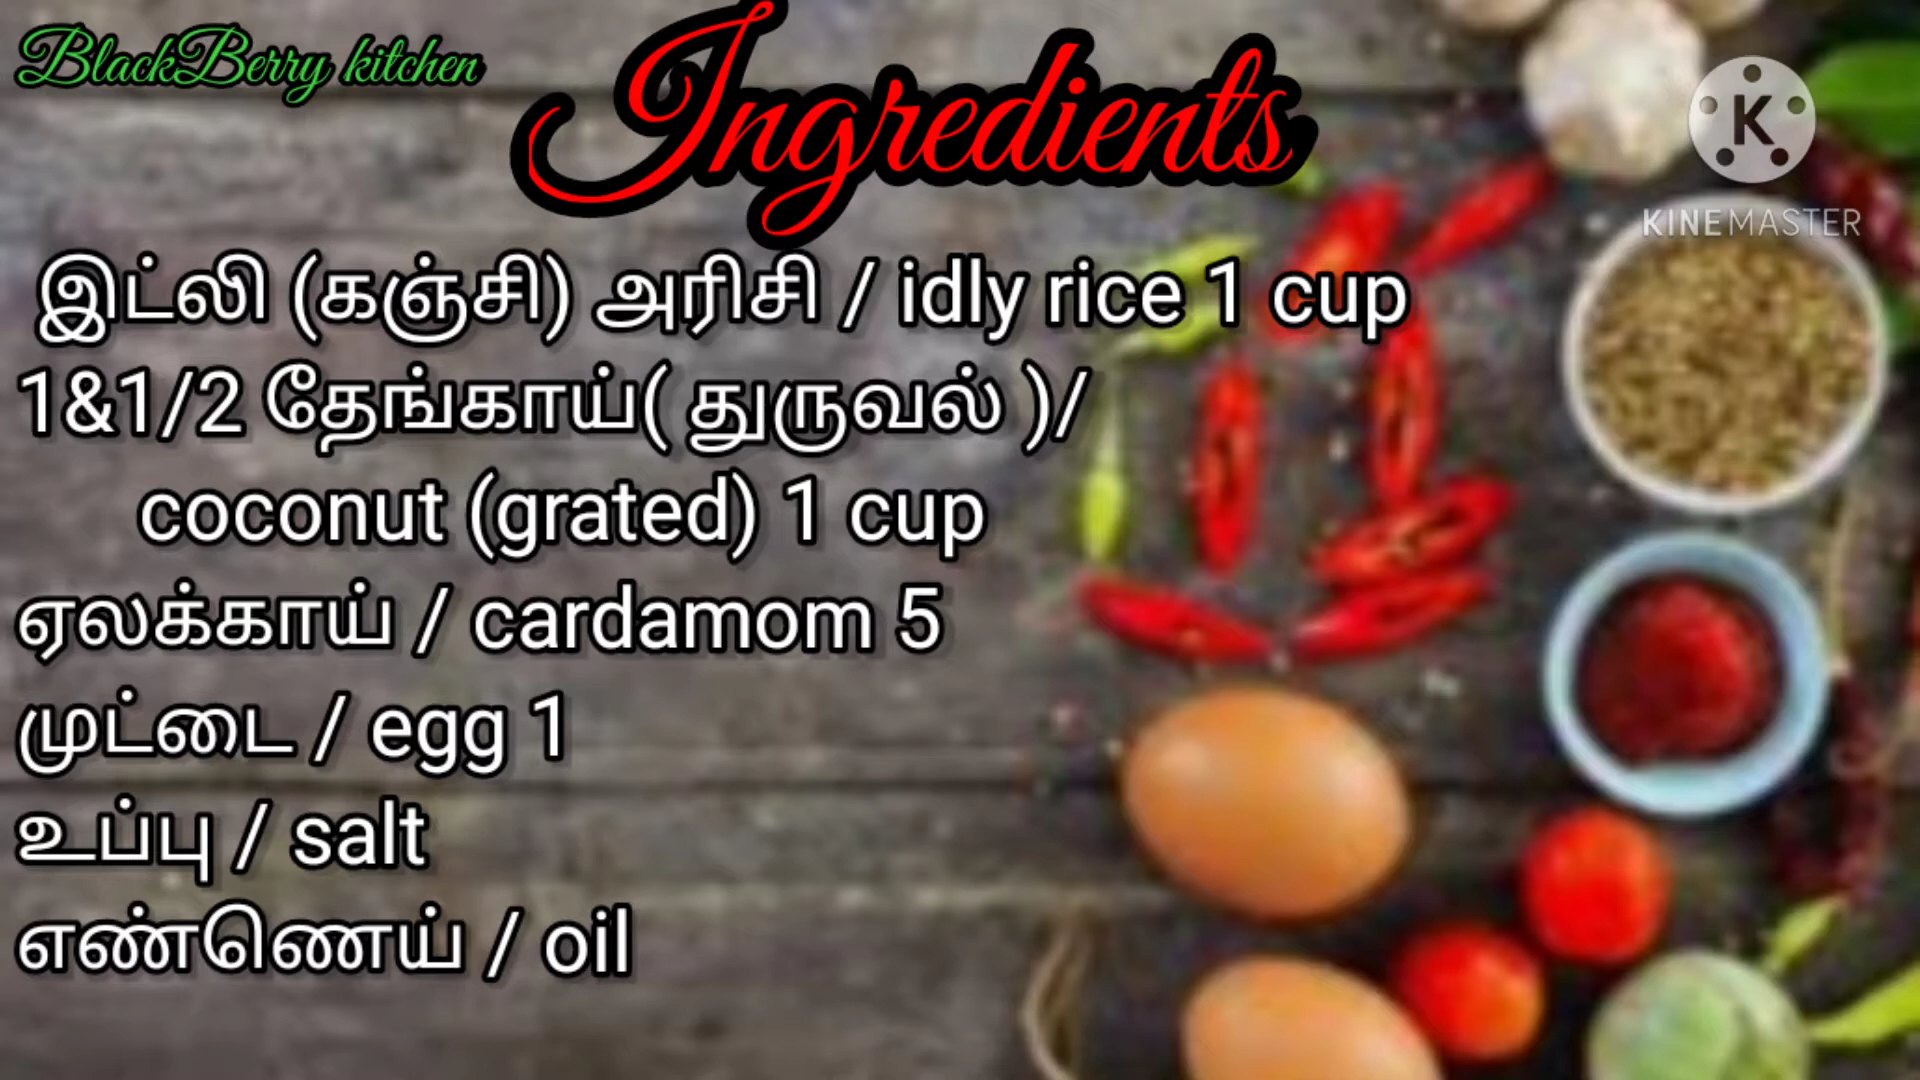 BlackBerry kitchen
Ingredients
K
KINEMASTER
இட்லி (கஞ்சி) அரிசி / idly rice 1 cup
1&1/2 தேங்காய்( துருவல் )/
coconut (grated) 1 cup
ஏலக்காய் / cardamom 5
முட்டை / egg 1
உப்பு / salt
எண்ணெய் / oil